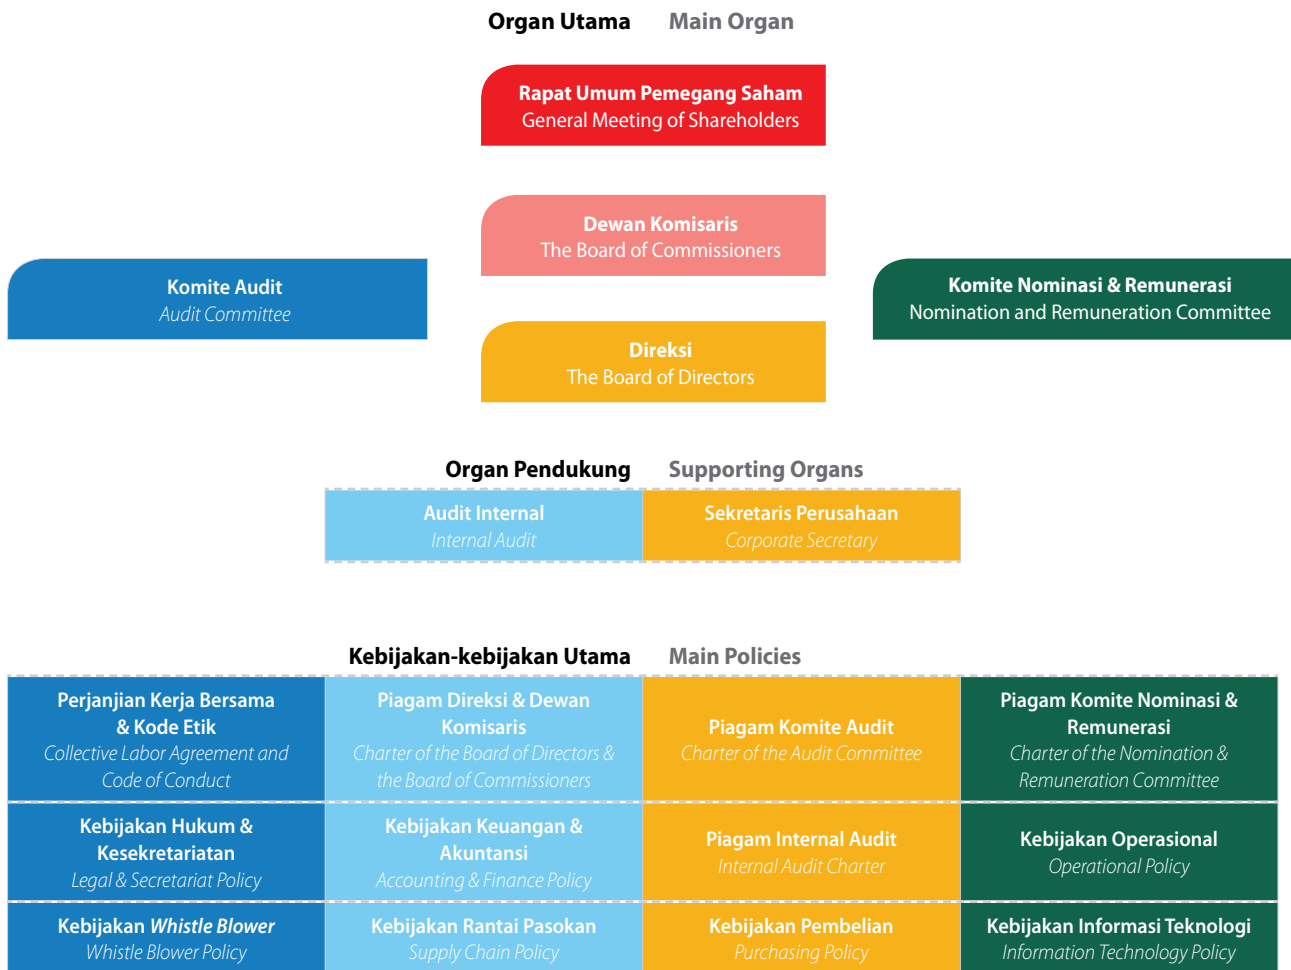 Organ Utama Main Organ
Rapat Umum Pemegang Saham
General Meeting of Shareholders
Dewan Komisaris
The Board of Commissioners
Komite Audit
Audit Committee
Komite Nominasi & Remunerasi
Nomination and Remuneration Committee
Direksi
The Board of Directors
Organ Pendukung Supporting Organs
Audit Internal
Internal Audit
Sekretaris Perusahaan
Corporate Secretary
Kebijakan-kebijakan Utama Main Policies
Perjanjian Kerja Bersama
& Kode Etik
Collective Labor Agreement and
Code of Conduct
Piagam Direksi & Dewan
Komisaris
Charter of the Board of Directors &
the Board of Commissioners
Piagam Komite Audit
Charter of the Audit Committee
Piagam Komite Nominasi &
Remunerasi
Charter of the Nomination &
Remuneration Committee
Kebijakan Hukum &
Kesekretariatan
Legal & Secretariat Policy
Kebijakan Keuangan &
Akuntansi
Accounting & Finance Policy
Piagam Internal Audit
Internal Audit Charter
Kebijakan Operasional
Operational Policy
Kebijakan Whistle Blower
Whistle Blower Policy
Kebijakan Rantai Pasokan
Supply Chain Policy
Kebijakan Pembelian
Purchasing Policy
Kebijakan Informasi Teknologi
Information Technology Policy